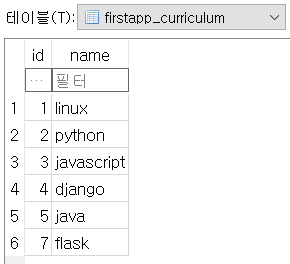 테이블(T): firstapp_curriculum
id name
... 필터
1 1 linux
2 2 python
3 3 javascript
4 4 django
5 5 java
6 7 flask